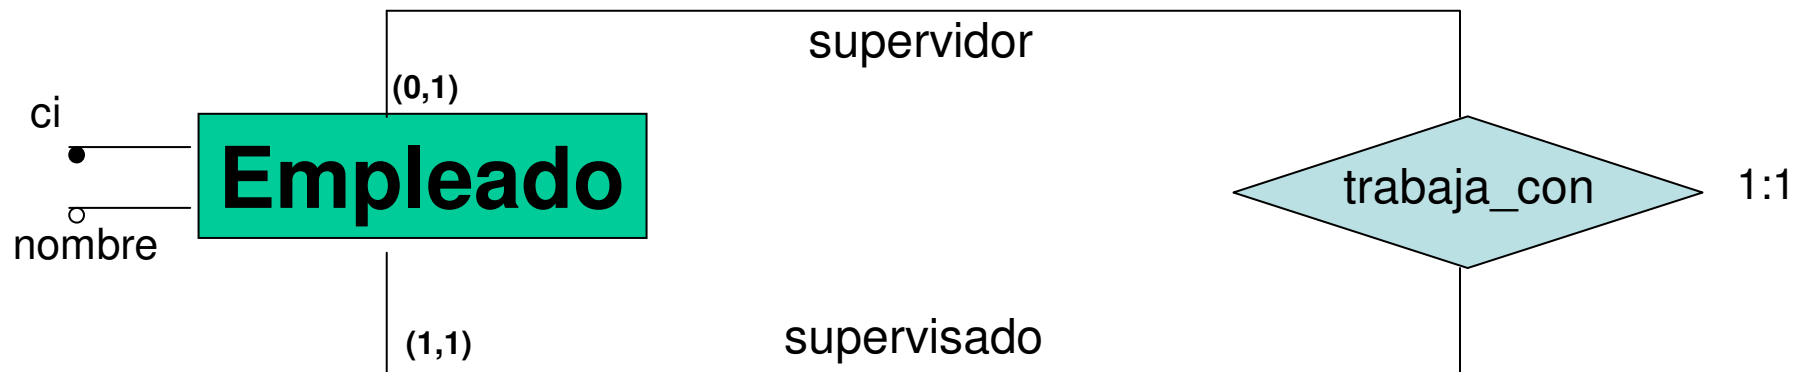 supervidor
(0,1)
ci
Empleado
trabaja_con
1:1
nombre
(1,1)
supervisado